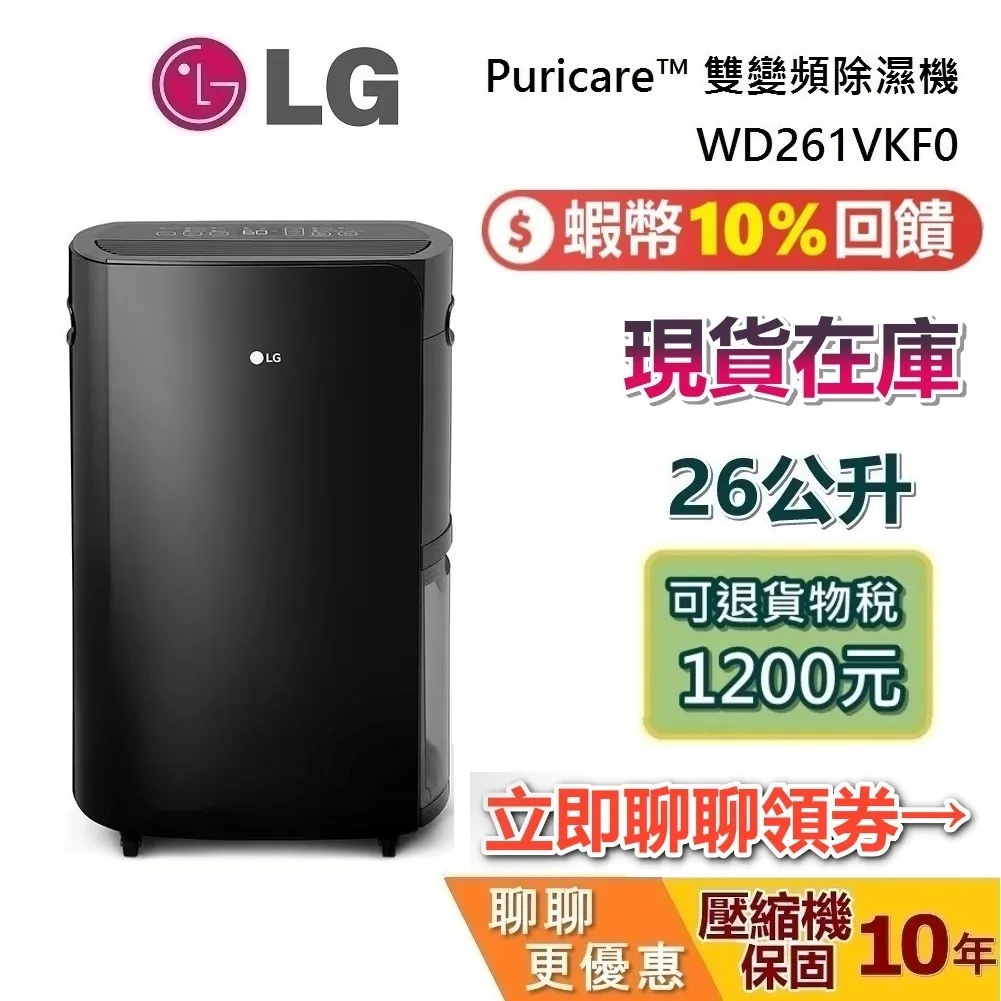 LG
Puricare™ 雙變頻除濕機
WD261VKF0
$ 蝦幣10%回饋
現貨在庫
26公升
可退貨物稅
1200元
立即聊聊領券→
聊聊
更優惠
壓縮機
保固
10年
60
LG